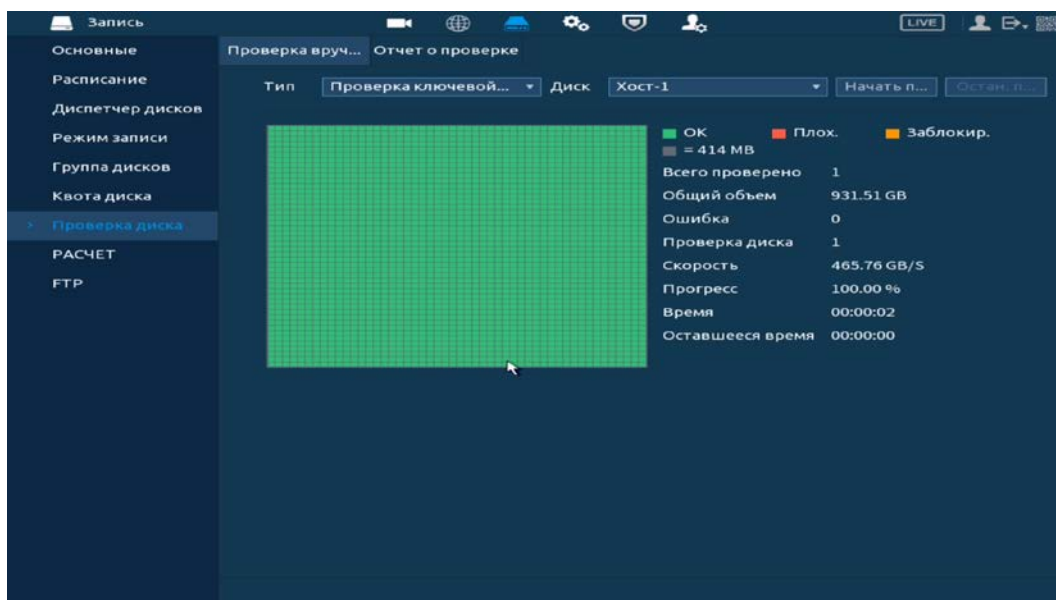 Запись LIVE
Основные
Расписание
Диспетчер дисков
Режим записи
Группа дисков
Квота диска
Проверка диска
РАСЧЕТ
FTP
Проверка вруч... Отчет о проверке
Тип Проверка ключевой... Диск Хост-1 Начать п... Остан. п...
OK Плох. Заблокир.
= 414 MB
Всего проверено 1
Общий объем 931.51 GB
Ошибка 0
Проверка диска 1
Скорость 465.76 GB/S
Прогресс 100.00 %
Время 00:00:02
Оставшееся время 00:00:00